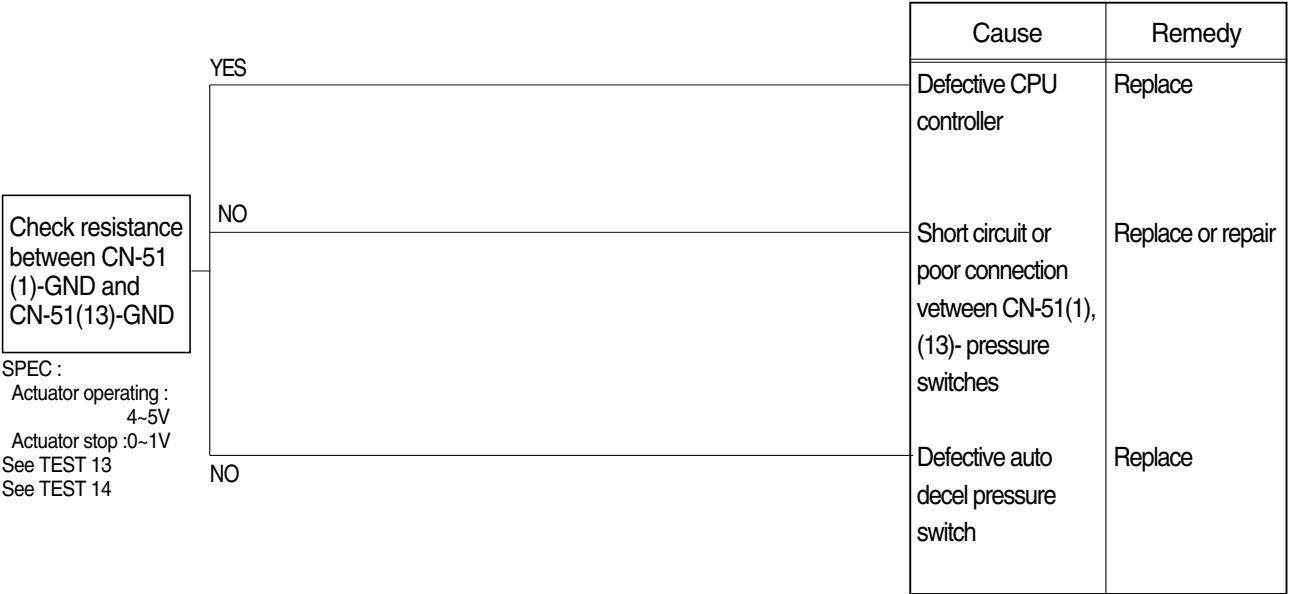 Cause
Remedy
YES
Defective CPU
controller
Replace
Check resistance
between CN-51
(1)-GND and
CN-51(13)-GND
NO
Short circuit or
poor connection
vetween CN-51(1),
(13)- pressure
switches
Replace or repair
SPEC :
Actuator operating :
4~5V
Actuator stop :0~1V
See TEST 13
See TEST 14
NO
Defective auto
decel pressure
switch
Replace